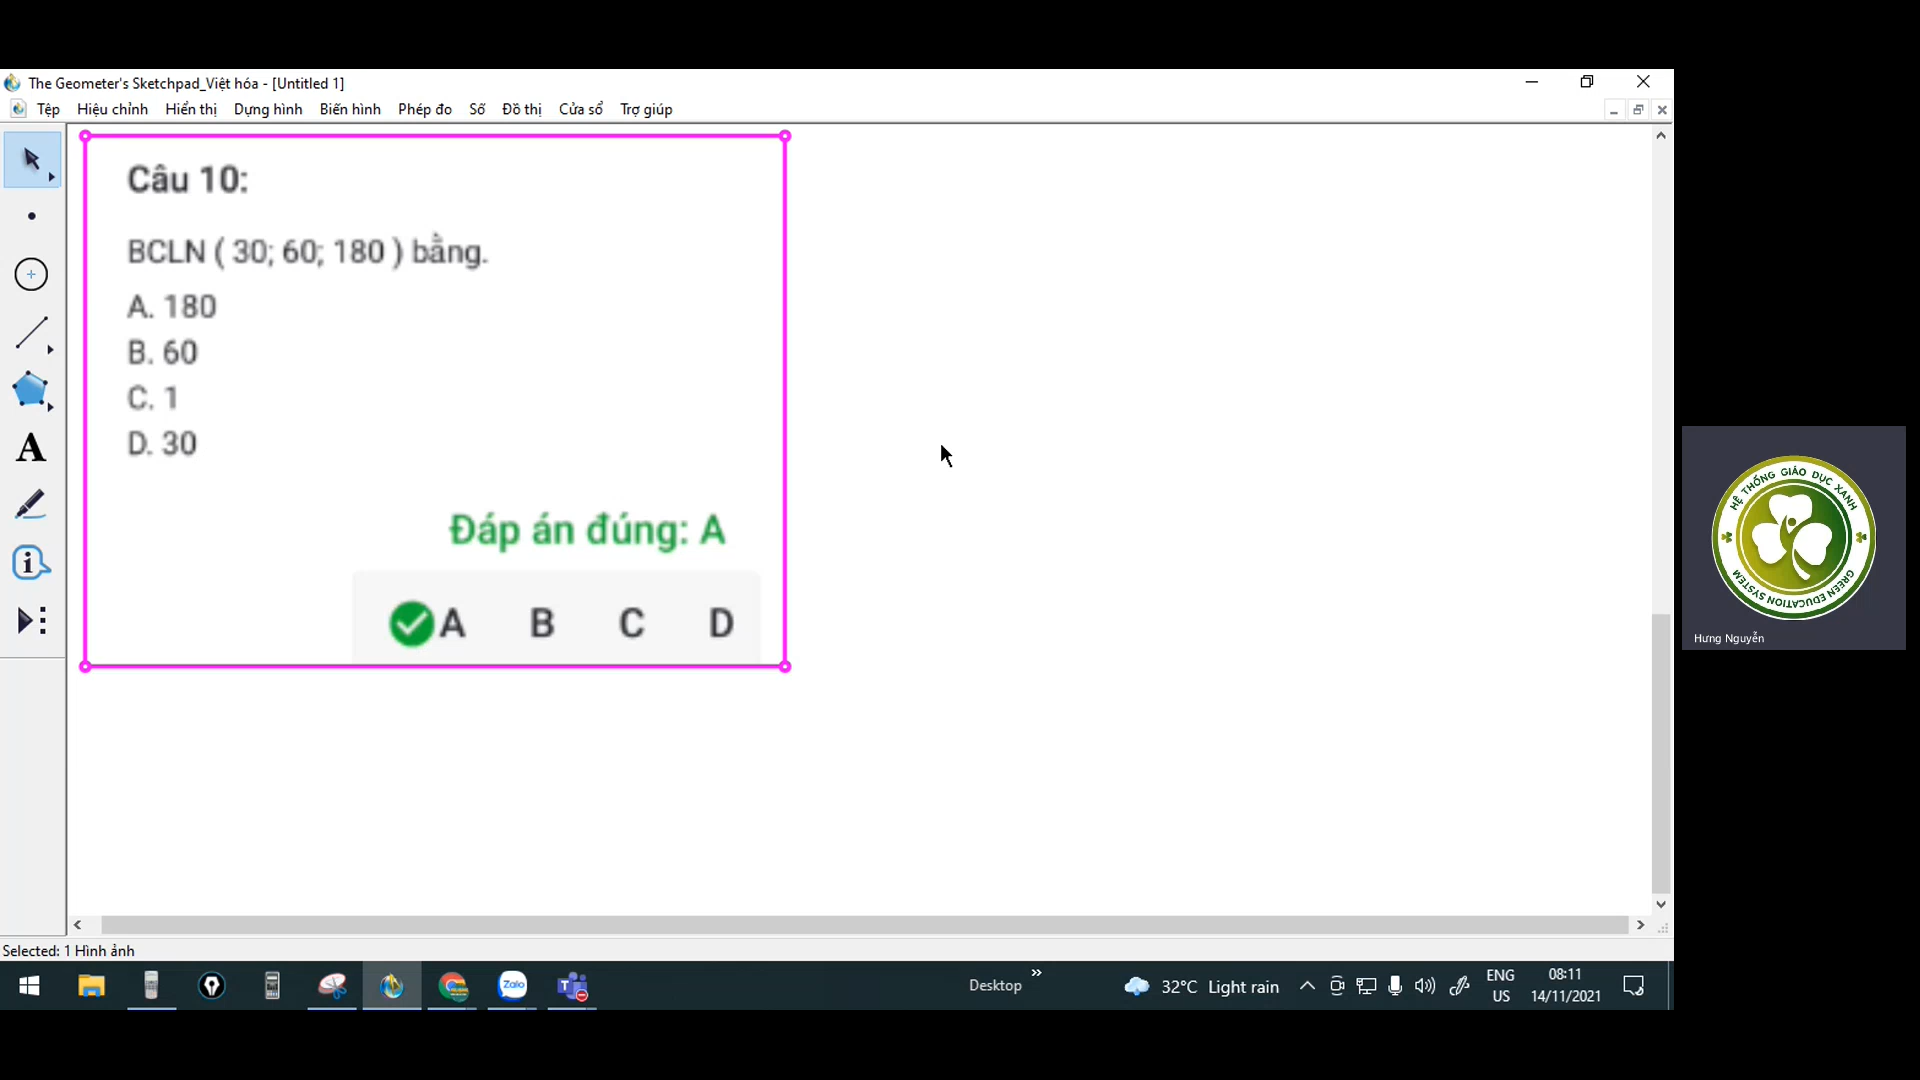 The Geometer's Sketchpad_Việt hóa - [Untitled 1]
Tệp Hiệu chỉnh Hiển thị Dựng hình Biến hình Phép đo Số Đồ thị Cửa sổ Trợ giúp
Câu 10:
BCLN ( 30; 60; 180 ) bằng.
A. 180
B. 60
C. 1
D. 30
Đáp án đúng: A
A B C D
A
HỆ THỐNG GIÁO DỤC XANH
GREEN EDUCATION SYSTEM
Hưng Nguyễn
Selected: 1 Hình ảnh
Zalo
T
Desktop
32°C Light rain
ENG
US
08:11
14/11/2021